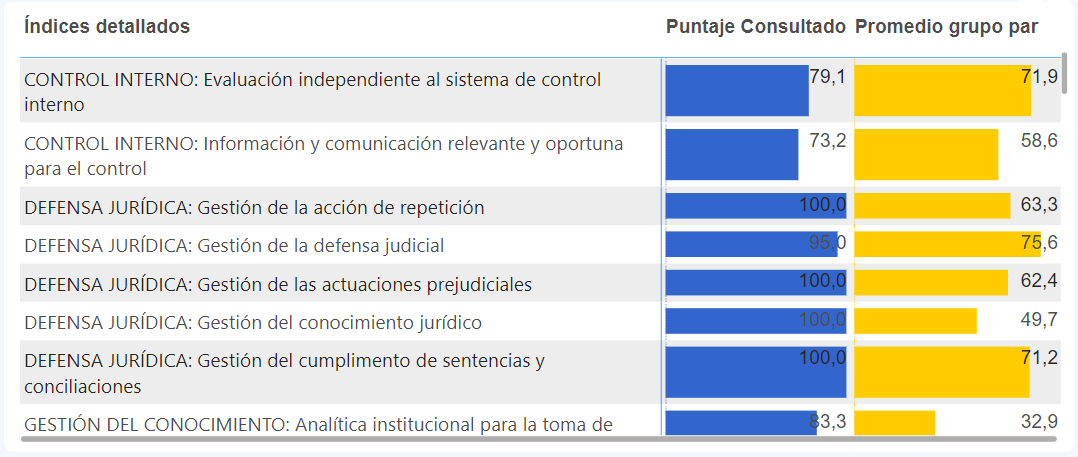 Índices detallados Puntaje Consultado Promedio grupo par
CONTROL INTERNO: Evaluación independiente al sistema de control 79,1 71,9
interno
CONTROL INTERNO: Información y comunicación relevante y oportuna 73,2 58,6
para el control
DEFENSA JURÍDICA: Gestión de la acción de repetición 100,0 63,3
DEFENSA JURÍDICA: Gestión de la defensa judicial 95,0 75,6
DEFENSA JURÍDICA: Gestión de las actuaciones prejudiciales 100,0 62,4
DEFENSA JURÍDICA: Gestión del conocimiento jurídico 100,0 49,7
DEFENSA JURÍDICA: Gestión del cumplimento de sentencias y 100,0 71,2
conciliaciones
GESTIÓN DEL CONOCIMIENTO: Analítica institucional para la toma de 83,3 32,9